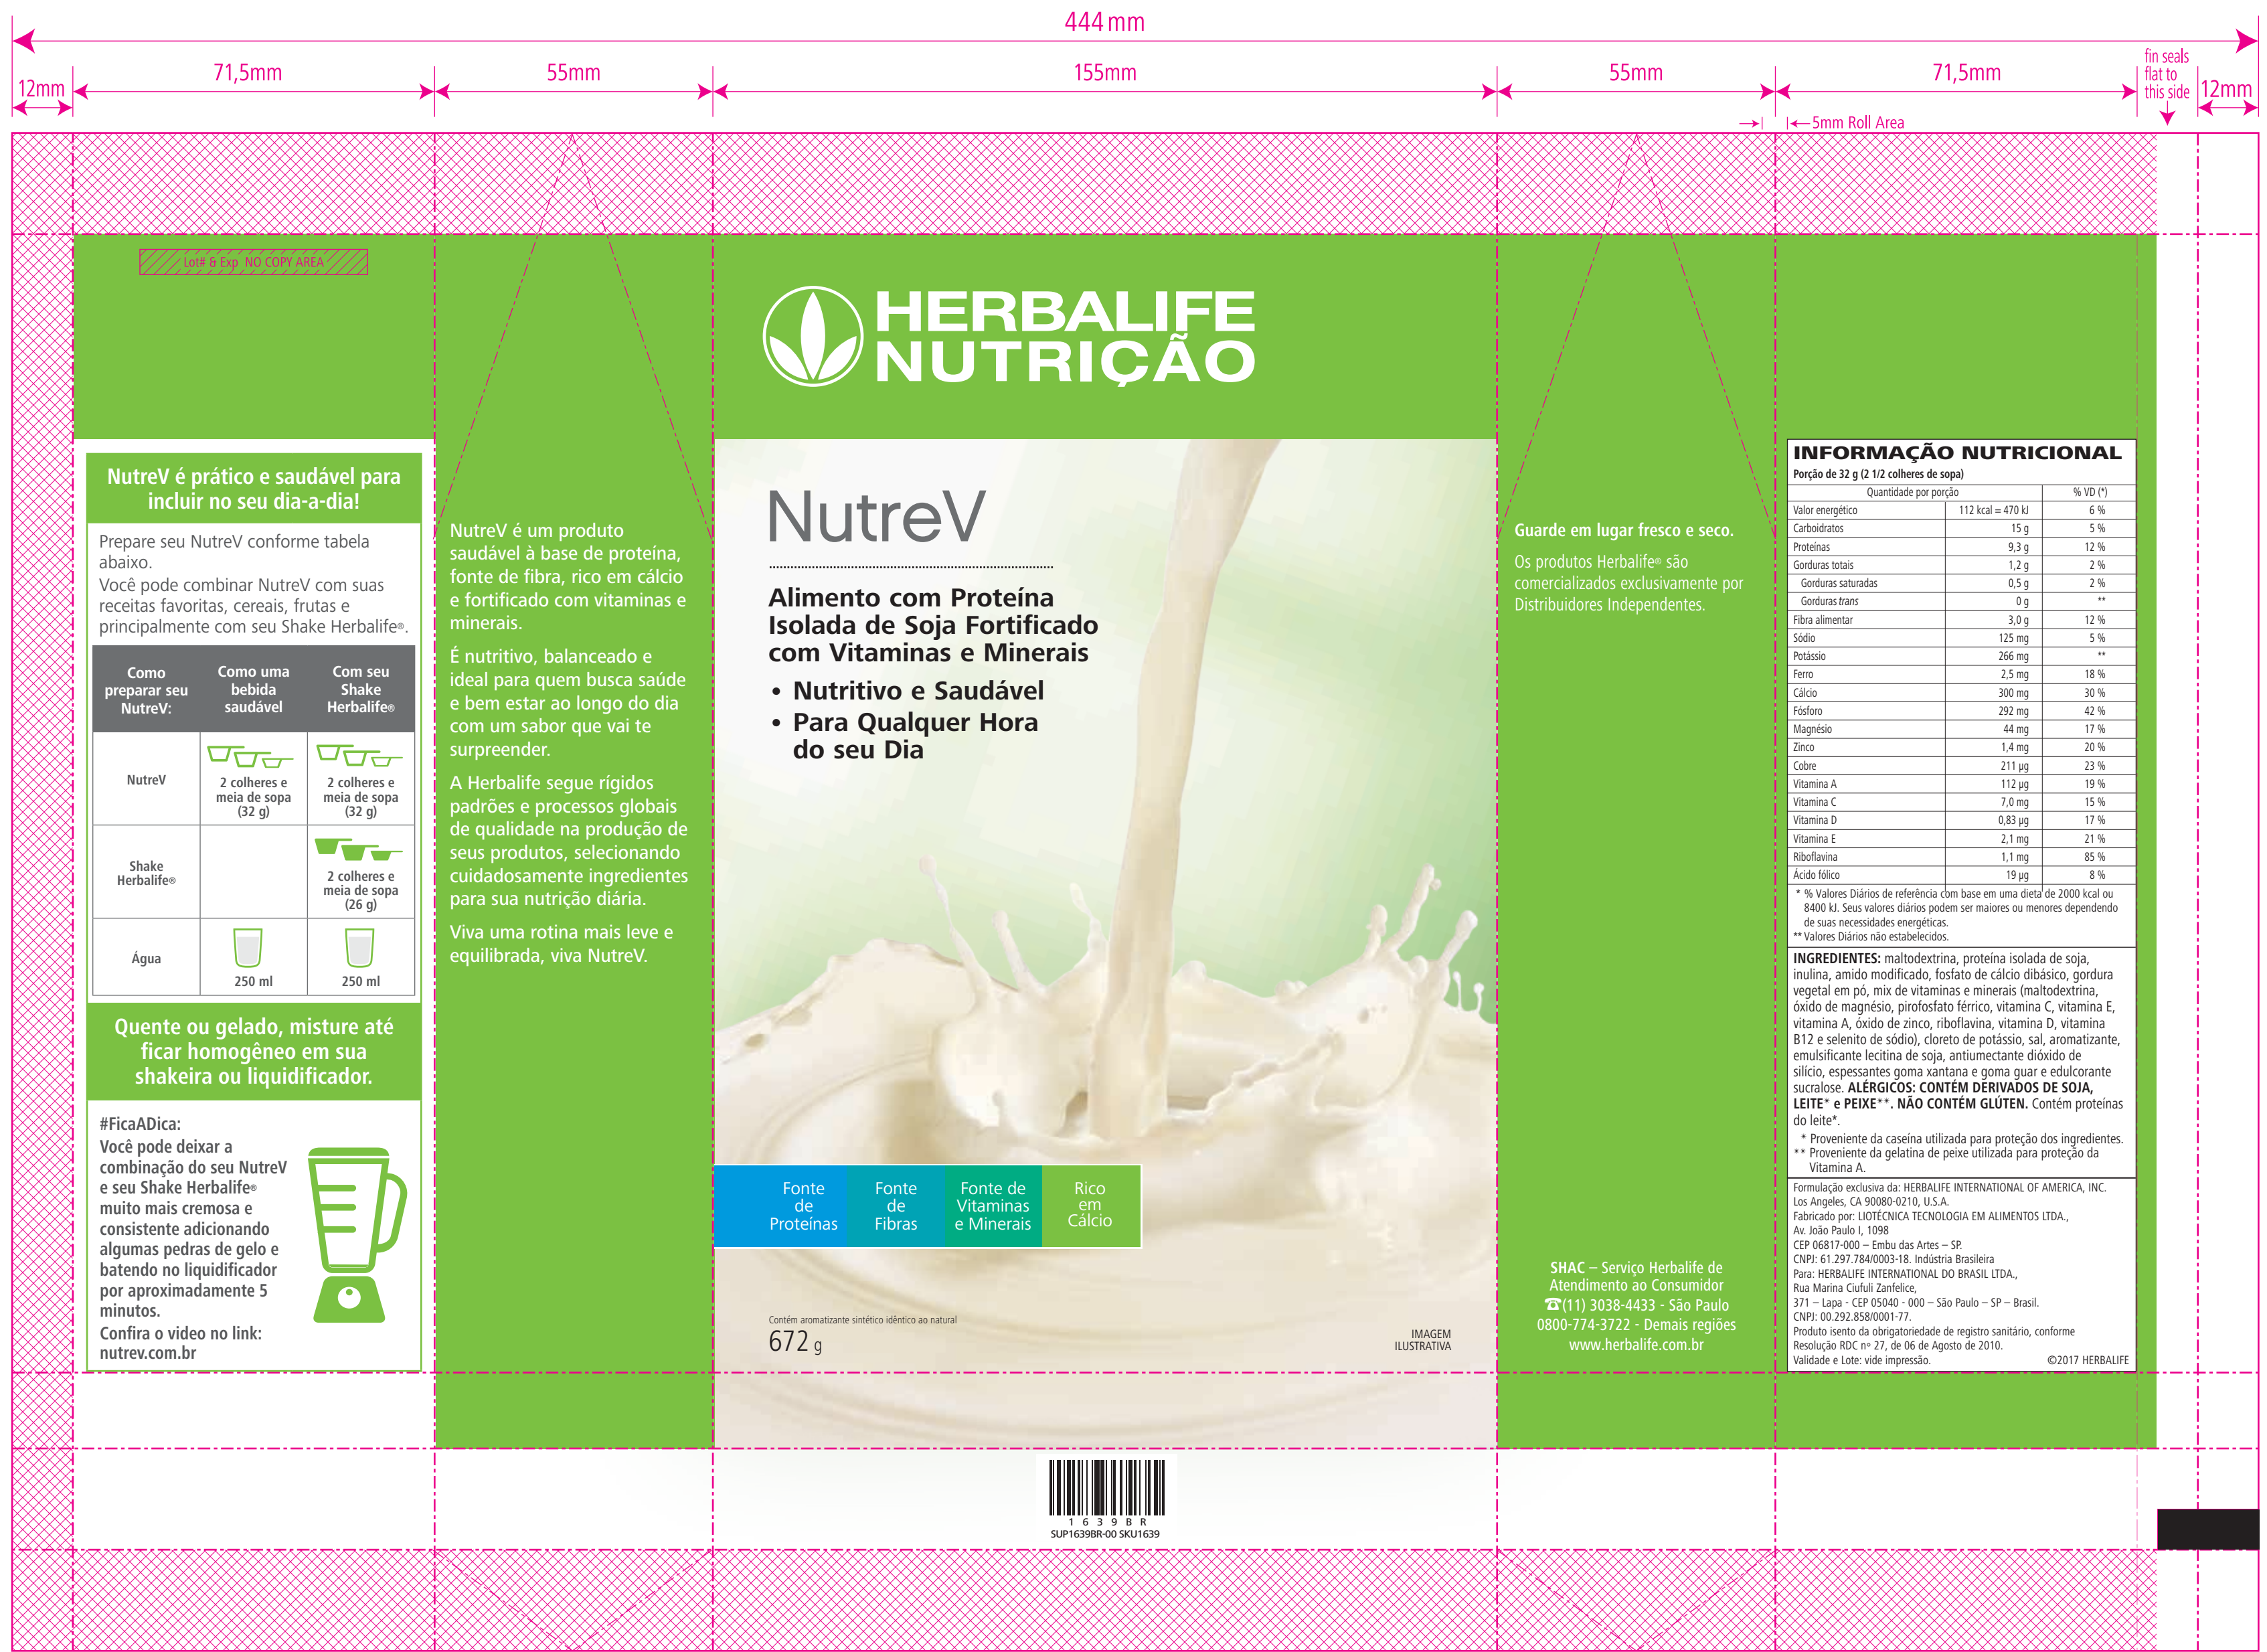 444 mm
12mm
71,5mm
55mm
155mm
55mm
71,5mm
fin seals
flat to
this side
12mm
5mm Roll Area
Lot# & Exp NO COPY AREA
NutreV é prático e saudável para
incluir no seu dia-a-dia!
Prepare seu NutreV conforme tabela
abaixo.
Você pode combinar NutreV com suas
receitas favoritas, cereais, frutas e
principalmente com seu Shake Herbalife®.
Como
preparar seu
NutreV:
Como uma
bebida
saudável
Com seu
Shake
Herbalife®
NutreV
2 colheres e
meia de sopa
(32 g)
2 colheres e
meia de sopa
(32 g)
Shake
Herbalife®
2 colheres e
meia de sopa
(26 g)
Água
250 ml
250 ml
Quente ou gelado, misture até
ficar homogêneo em sua
shakeira ou liquidificador.
#FicaADica:
Você pode deixar a
combinação do seu NutreV
e seu Shake Herbalife®
muito mais cremosa e
consistente adicionando
algumas pedras de gelo e
batendo no liquidificador
por aproximadamente 5
minutos.
Confira o video no link:
nutrev.com.br
NutreV é um produto
saudável à base de proteína,
fonte de fibra, rico em cálcio
e fortificado com vitaminas e
minerais.
É nutritivo, balanceado e
ideal para quem busca saúde
e bem estar ao longo do dia
com um sabor que vai te
surpreender.
A Herbalife segue rígidos
padrões e processos globais
de qualidade na produção de
seus produtos, selecionando
cuidadosamente ingredientes
para sua nutrição diária.
Viva uma rotina mais leve e
equilibrada, viva NutreV.
HERBALIFE
NUTRIÇÃO
NutreV
Alimento com Proteína
Isolada de Soja Fortificado
com Vitaminas e Minerais
• Nutritivo e Saudável
• Para Qualquer Hora
do seu Dia
Fonte
de
Proteínas
Fonte
de
Fibras
Fonte de
Vitaminas
e Minerais
Rico
em
Cálcio
Contém aromatizante sintético idêntico ao natural
672 g
IMAGEM
ILUSTRATIVA
1 6 3 9 B R
SUP1639BR-00 SKU1639
Guarde em lugar fresco e seco.
Os produtos Herbalife® são
comercializados exclusivamente por
Distribuidores Independentes.
SHAC – Serviço Herbalife de
Atendimento ao Consumidor
☎(11) 3038-4433 - São Paulo
0800-774-3722 - Demais regiões
www.herbalife.com.br
INFORMAÇÃO NUTRICIONAL
Porção de 32 g (2 1/2 colheres de sopa)
Quantidade por porção % VD (*)
Valor energético 112 kcal = 470 kJ 6 %
Carboidratos 15 g 5 %
Proteínas 9,3 g 12 %
Gorduras totais 1,2 g 2 %
Gorduras saturadas 0,5 g 2 %
Gorduras trans 0 g **
Fibra alimentar 3,0 g 12 %
Sódio 125 mg 5 %
Potássio 266 mg **
Ferro 2,5 mg 18 %
Cálcio 300 mg 30 %
Fósforo 292 mg 42 %
Magnésio 44 mg 17 %
Zinco 1,4 mg 20 %
Cobre 211 µg 23 %
Vitamina A 112 µg 19 %
Vitamina C 7,0 mg 15 %
Vitamina D 0,83 µg 17 %
Vitamina E 2,1 mg 21 %
Riboflavina 1,1 mg 85 %
Ácido fólico 19 µg 8 %
* % Valores Diários de referência com base em uma dieta de 2000 kcal ou
8400 kJ. Seus valores diários podem ser maiores ou menores dependendo
de suas necessidades energéticas.
** Valores Diários não estabelecidos.
INGREDIENTES: maltodextrina, proteína isolada de soja,
inulina, amido modificado, fosfato de cálcio dibásico, gordura
vegetal em pó, mix de vitaminas e minerais (maltodextrina,
óxido de magnésio, pirofosfato férrico, vitamina C, vitamina E,
vitamina A, óxido de zinco, riboflavina, vitamina D, vitamina
B12 e selenito de sódio), cloreto de potássio, sal, aromatizante,
emulsificante lecitina de soja, antiumectante dióxido de
silício, espessantes goma xantana e goma guar e edulcorante
sucralose. ALÉRGICOS: CONTÉM DERIVADOS DE SOJA,
LEITE* e PEIXE**. NÃO CONTÉM GLÚTEN. Contém proteínas
do leite*.
* Proveniente da caseína utilizada para proteção dos ingredientes.
** Proveniente da gelatina de peixe utilizada para proteção da
Vitamina A.
Formulação exclusiva da: HERBALIFE INTERNATIONAL OF AMERICA, INC.
Los Angeles, CA 90080-0210, U.S.A.
Fabricado por: LIOTÉCNICA TECNOLOGIA EM ALIMENTOS LTDA.,
Av. João Paulo I, 1098
CEP 06817-000 – Embu das Artes – SP.
CNPJ: 61.297.784/0003-18. Indústria Brasileira
Para: HERBALIFE INTERNATIONAL DO BRASIL LTDA.,
Rua Marina Ciufuli Zanfelice,
371 – Lapa - CEP 05040 - 000 – São Paulo – SP – Brasil.
CNPJ: 00.292.858/0001-77.
Produto isento da obrigatoriedade de registro sanitário, conforme
Resolução RDC nº 27, de 06 de Agosto de 2010.
Validade e Lote: vide impressão. ©2017 HERBALIFE